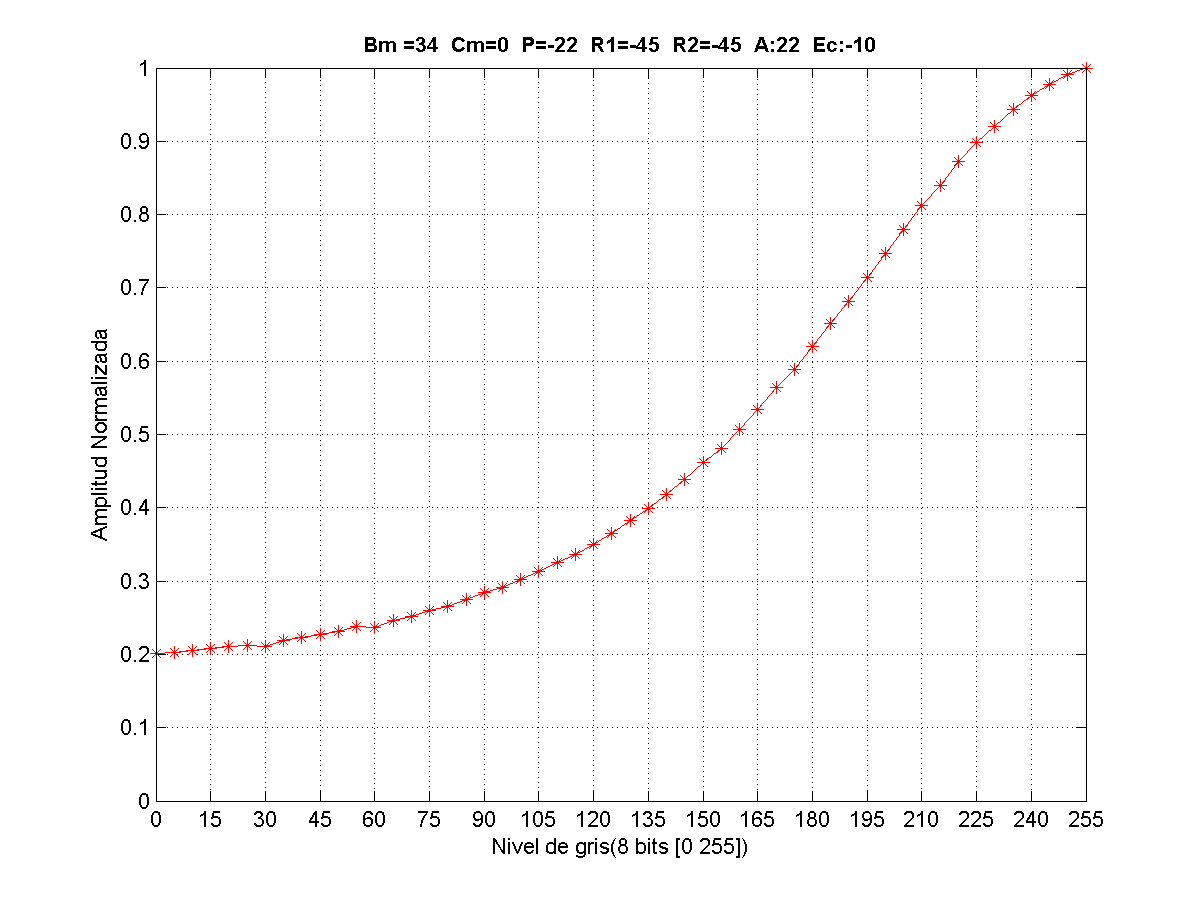 Bm =34 Cm=0 P=-22 R1=-45 R2=-45 A:22 Ec:-10
1
0.9
0.8
0.7
0.6
0.5
0.4
0.3
0.2
0.1
0
Amplitud Normalizada
0 15 30 45 60 75 90 105 120 135 150 165 180 195 210 225 240 255
Nivel de gris(8 bits [0 255])